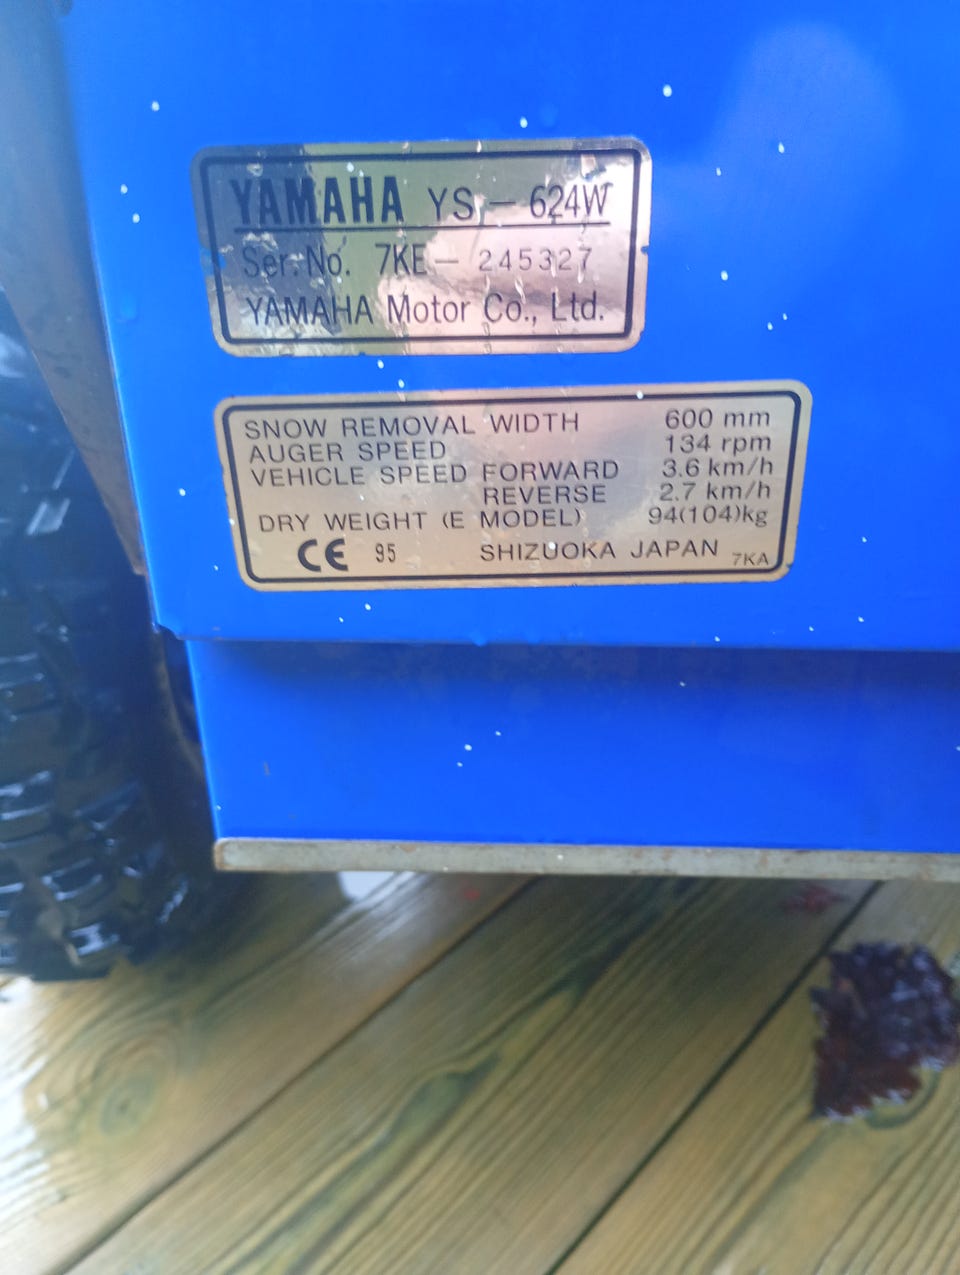 YAMAHA YS-624W
Ser. No. 7KE-245327
YAMAHA Motor Co., Ltd.
SNOW REMOVAL WIDTH 600 mm
AUGER SPEED 134 rpm
VEHICLE SPEED FORWARD 3.6 km/h
REVERSE 2.7 km/h
DRY WEIGHT (E MODEL) 94(104)kg
CE 95 SHIZUOKA JAPAN 7KA